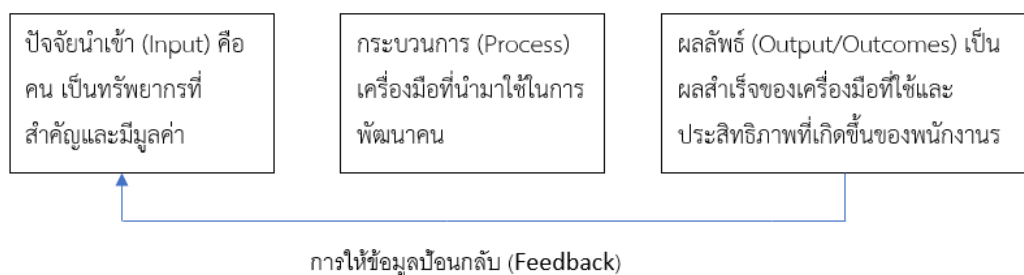 ปัจจัยนำเข้า (Input) คือ
คน เป็นทรัพยากรที่
สำคัญและมีมูลค่า
กระบวนการ (Process)
เครื่องมือที่นำมาใช้ในการ
พัฒนาคน
ผลลัพธ์ (Output/Outcomes) เป็น
ผลสำเร็จของเครื่องมือที่ใช้และ
ประสิทธิภาพที่เกิดขึ้นของพนักงานร
การให้ข้อมูลป้อนกลับ (Feedback)